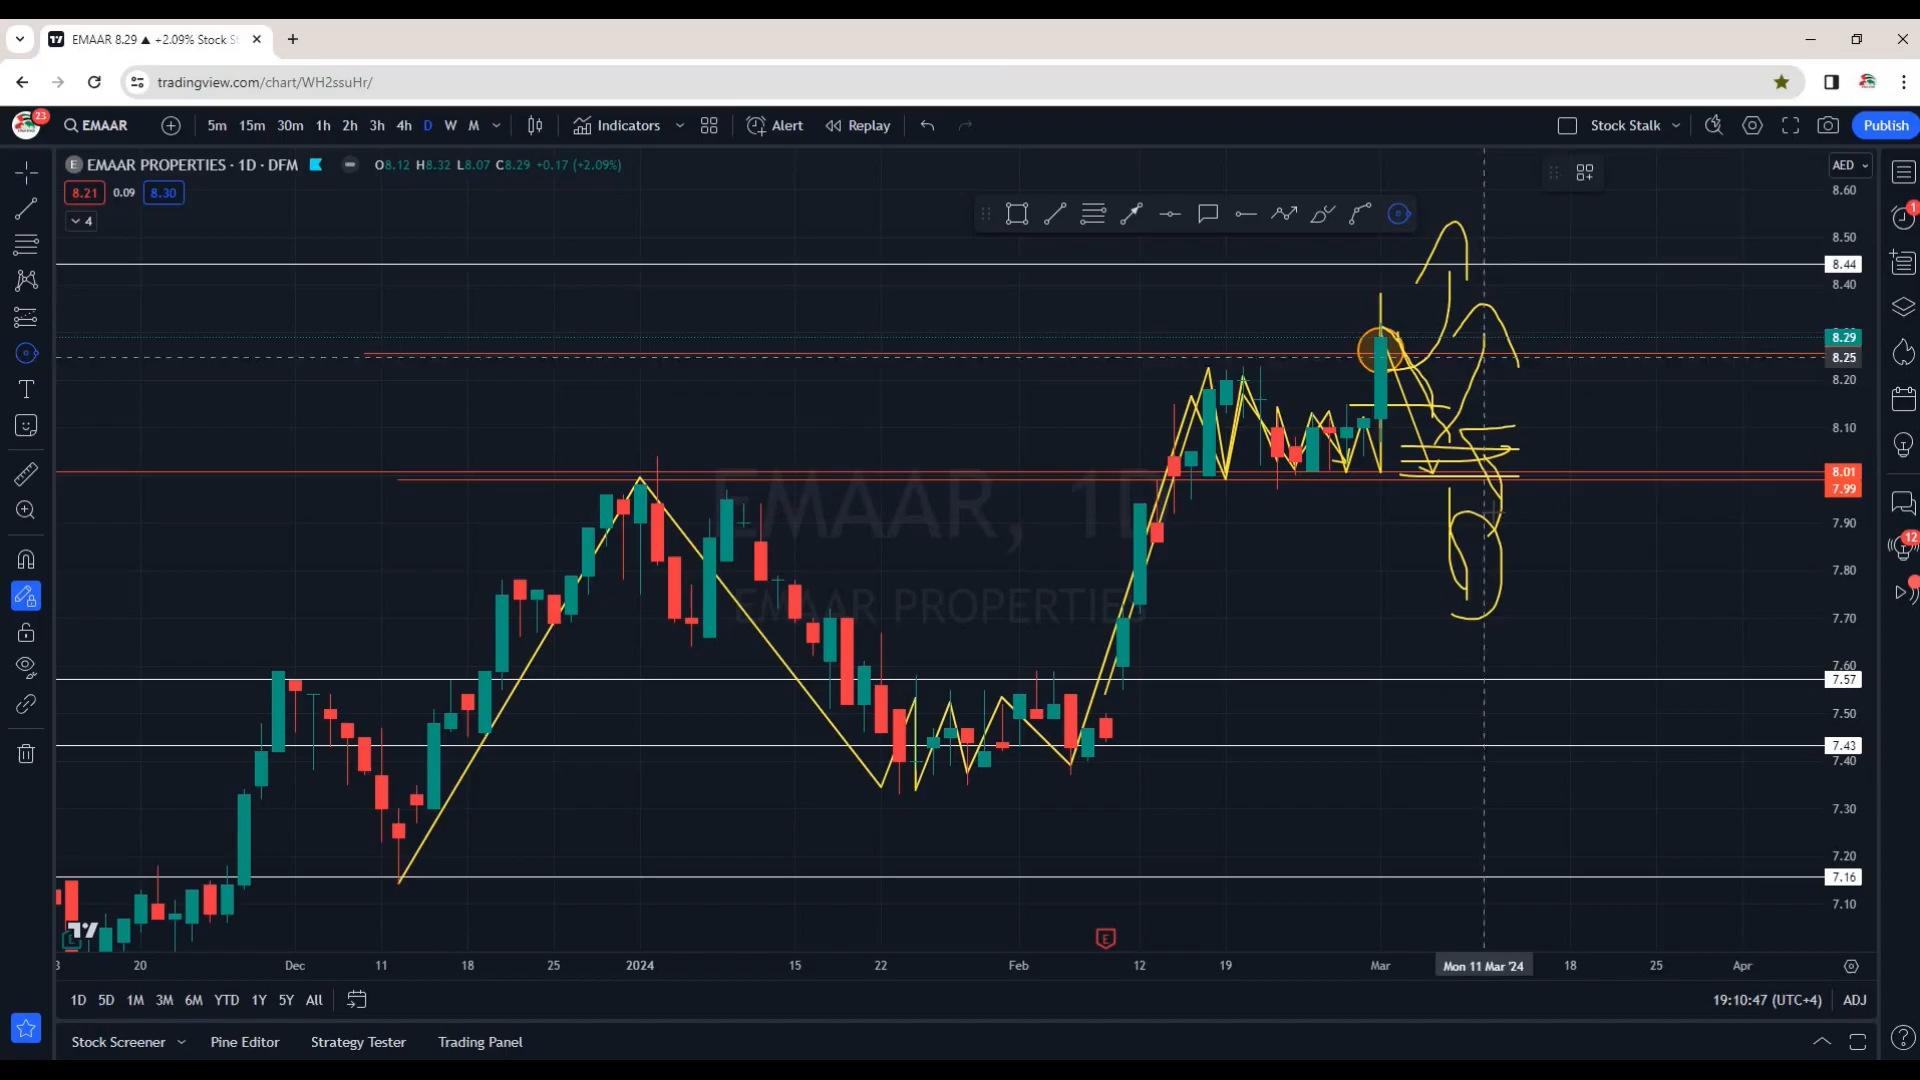 EMAAR 8.29 ▲ +2.09% Stock S
tradingview.com/chart/WH2ssuHr/
23
EMAAR
5m 15m 30m 1h 2h 3h 4h D W M
Indicators
Alert
Replay
Stock Stalk
Publish
E EMAAR PROPERTIES · 1D · DFM
O8.12 H8.32 L8.07 C8.29 +0.17 (+2.09%)
AED
8.21 0.09 8.30
4
8.60
8.50
8.44
8.40
8.29
8.25
8.20
8.10
8.01
7.99
7.90
7.80
7.70
7.60
7.57
7.50
7.43
7.40
7.30
7.20
7.16
7.10
1
12
EMAAR, 1D
EMAAR PROPERTIES
E
20 Dec 11 18 25 2024 15 22 Feb 12 19 Mar Mon 11 Mar '24 18 25 Apr
1D 5D 1M 3M 6M YTD 1Y 5Y All
19:10:47 (UTC+4) ADJ
Stock Screener Pine Editor Strategy Tester Trading Panel